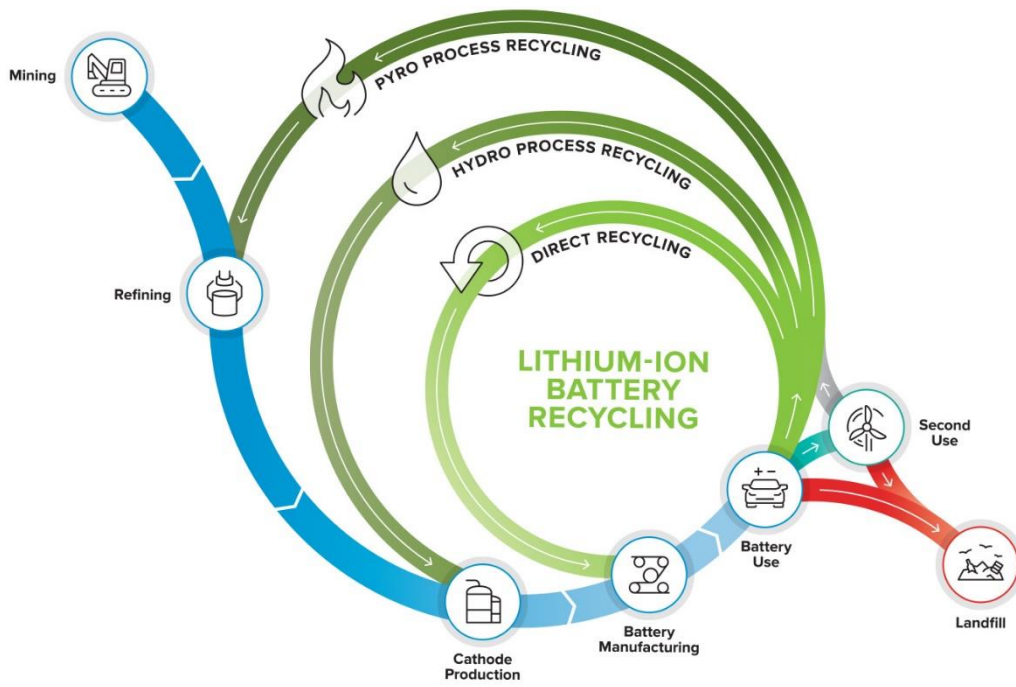 Mining
PYRO PROCESS RECYCLING
HYDRO PROCESS RECYCLING
DIRECT RECYCLING
Refining
LITHIUM-ION
BATTERY
RECYCLING
Second
Use
+ -
Battery
Use
Landfill
Battery
Manufacturing
Cathode
Production